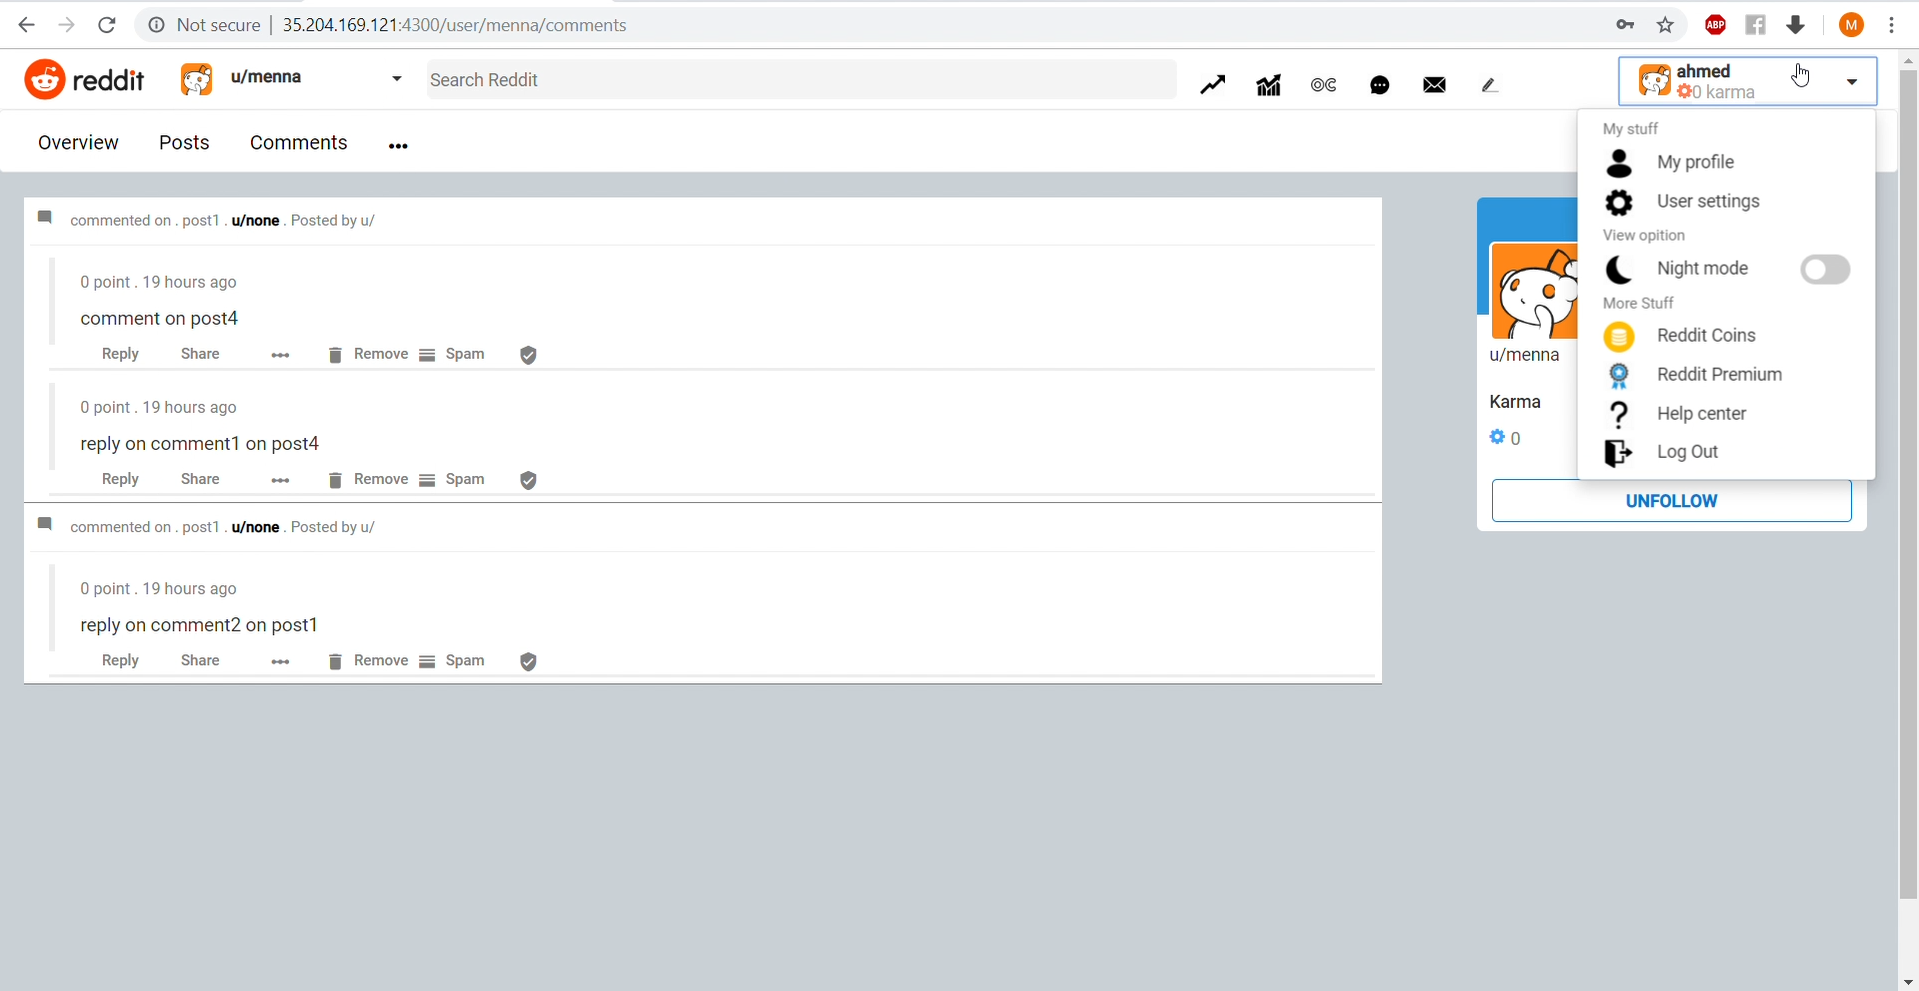 Not secure | 35.204.169.121:4300/user/menna/comments
ABP
M
reddit
u/menna
Search Reddit
OC
ahmed
0 karma
Overview Posts Comments
My stuff
My profile
User settings
View opition
Night mode
More Stuff
Reddit Coins
Reddit Premium
Help center
Log Out
commented on . post1 . u/none . Posted by u/
0 point . 19 hours ago
comment on post4
Reply Share Remove Spam
0 point . 19 hours ago
reply on comment1 on post4
Reply Share Remove Spam
commented on . post1 . u/none . Posted by u/
0 point . 19 hours ago
reply on comment2 on post1
Reply Share Remove Spam
u/menna
Karma
0
UNFOLLOW